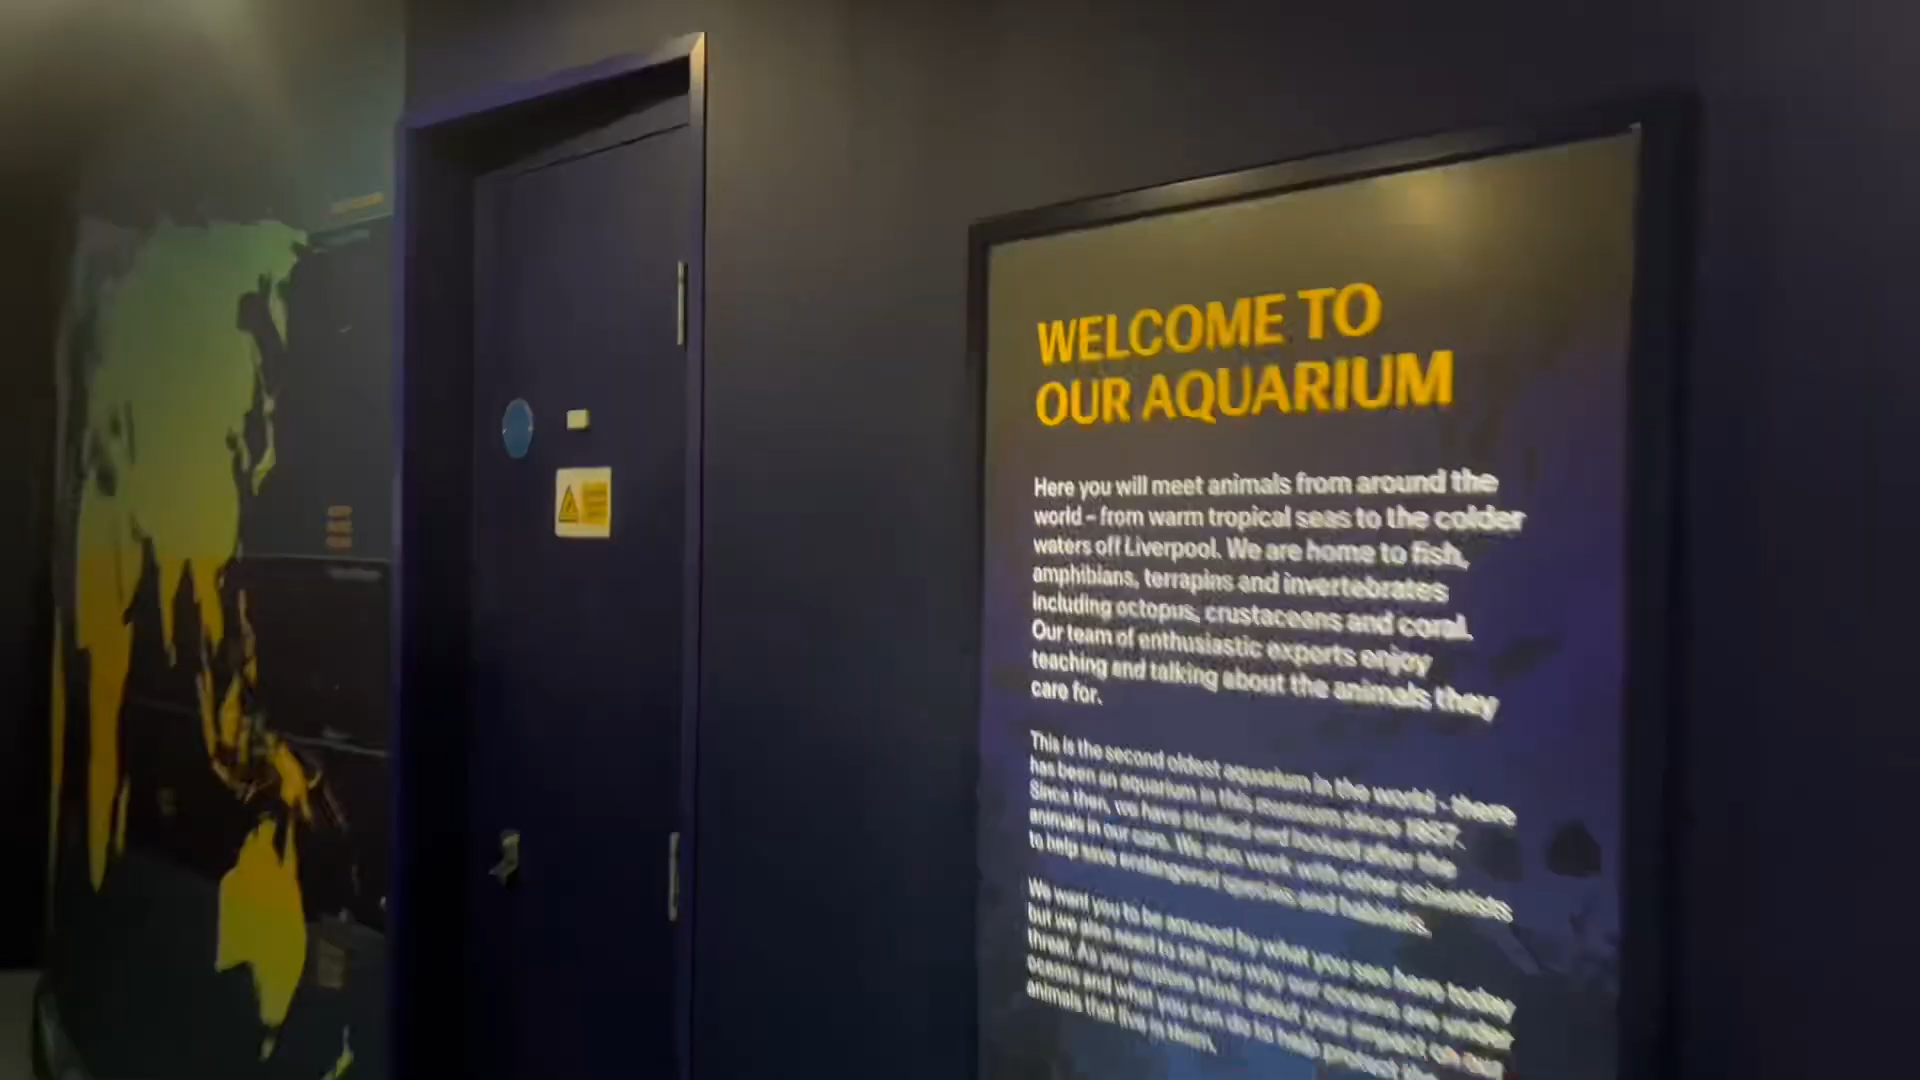 WELCOME TO
OUR AQUARIUM
Here you will meet animals from around the
world – from warm tropical seas to the colder
waters off Liverpool. We are home to fish,
amphibians, terrapins and invertebrates
including octopus, crustaceans and coral.
Our team of enthusiastic experts enjoy
teaching and talking about the animals they
care for.
This is the second oldest aquarium in the world - there
has been an aquarium in this museum since 1857.
Since then, we have studied and looked after the
animals in our care. We also work with other scientists
to help save endangered species and habitats.
We want you to be amazed by what you see here today
but we also need to tell you why our oceans are under
threat. As you explore think about your impact on our
oceans and what you can do to help protect the
animals that live in them.